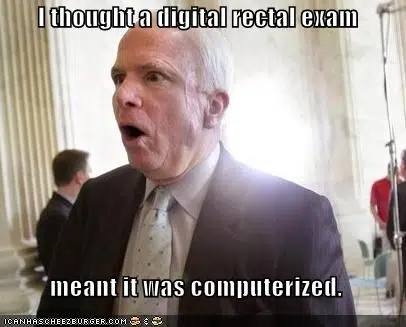 I thought a digital rectal exam
meant it was computerized.
ICANHASCHEEZBURGER.COM